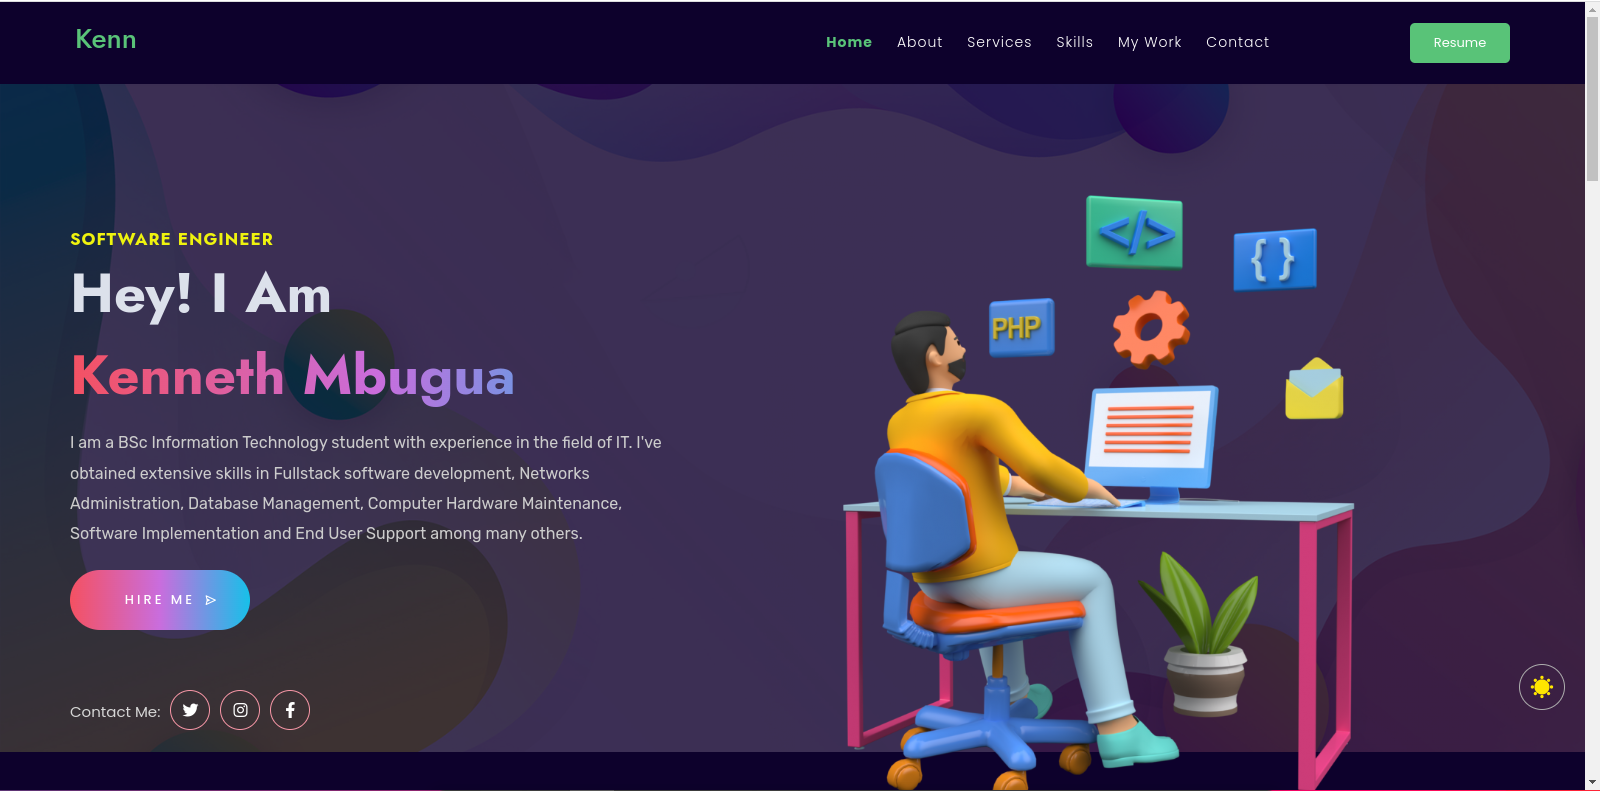 Kenn
Home About Services Skills My Work Contact
Resume
SOFTWARE ENGINEER
Hey! I Am
Kenneth Mbugua
I am a BSc Information Technology student with experience in the field of IT. I've
obtained extensive skills in Fullstack software development, Networks
Administration, Database Management, Computer Hardware Maintenance,
Software Implementation and End User Support among many others.
HIRE ME
Contact Me:
</>
{ }
PHP